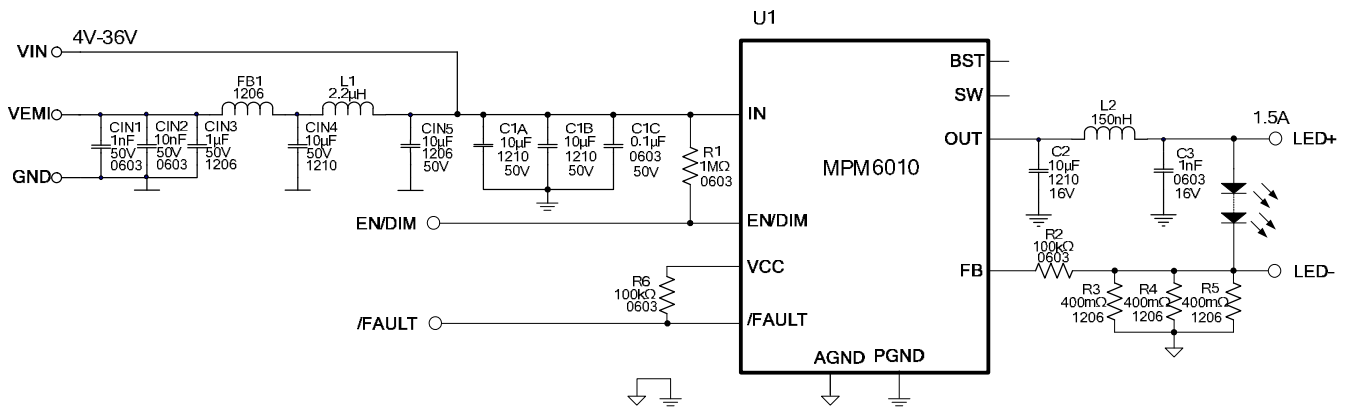 U1
VIN
4V-36V
VEMI
GND
FB1
1206
L1
2.2µH
CIN1
1nF
50V
0603
CIN2
10nF
50V
0603
CIN3
1µF
50V
1206
CIN4
10µF
50V
1210
CIN5
10µF
1206
50V
C1A
10µF
1210
50V
C1B
10µF
1210
50V
C1C
0.1µF
0603
50V
R1
1MΩ
0603
EN/DIM
R6
100kΩ
0603
/FAULT
IN
EN/DIM
VCC
/FAULT
MPM6010
BST
SW
OUT
FB
AGND
PGND
L2
150nH
C2
10µF
1210
16V
C3
1nF
0603
16V
1.5A
LED+
R2
100kΩ
0603
LED-
R3
400mΩ
1206
R4
400mΩ
1206
R5
400mΩ
1206